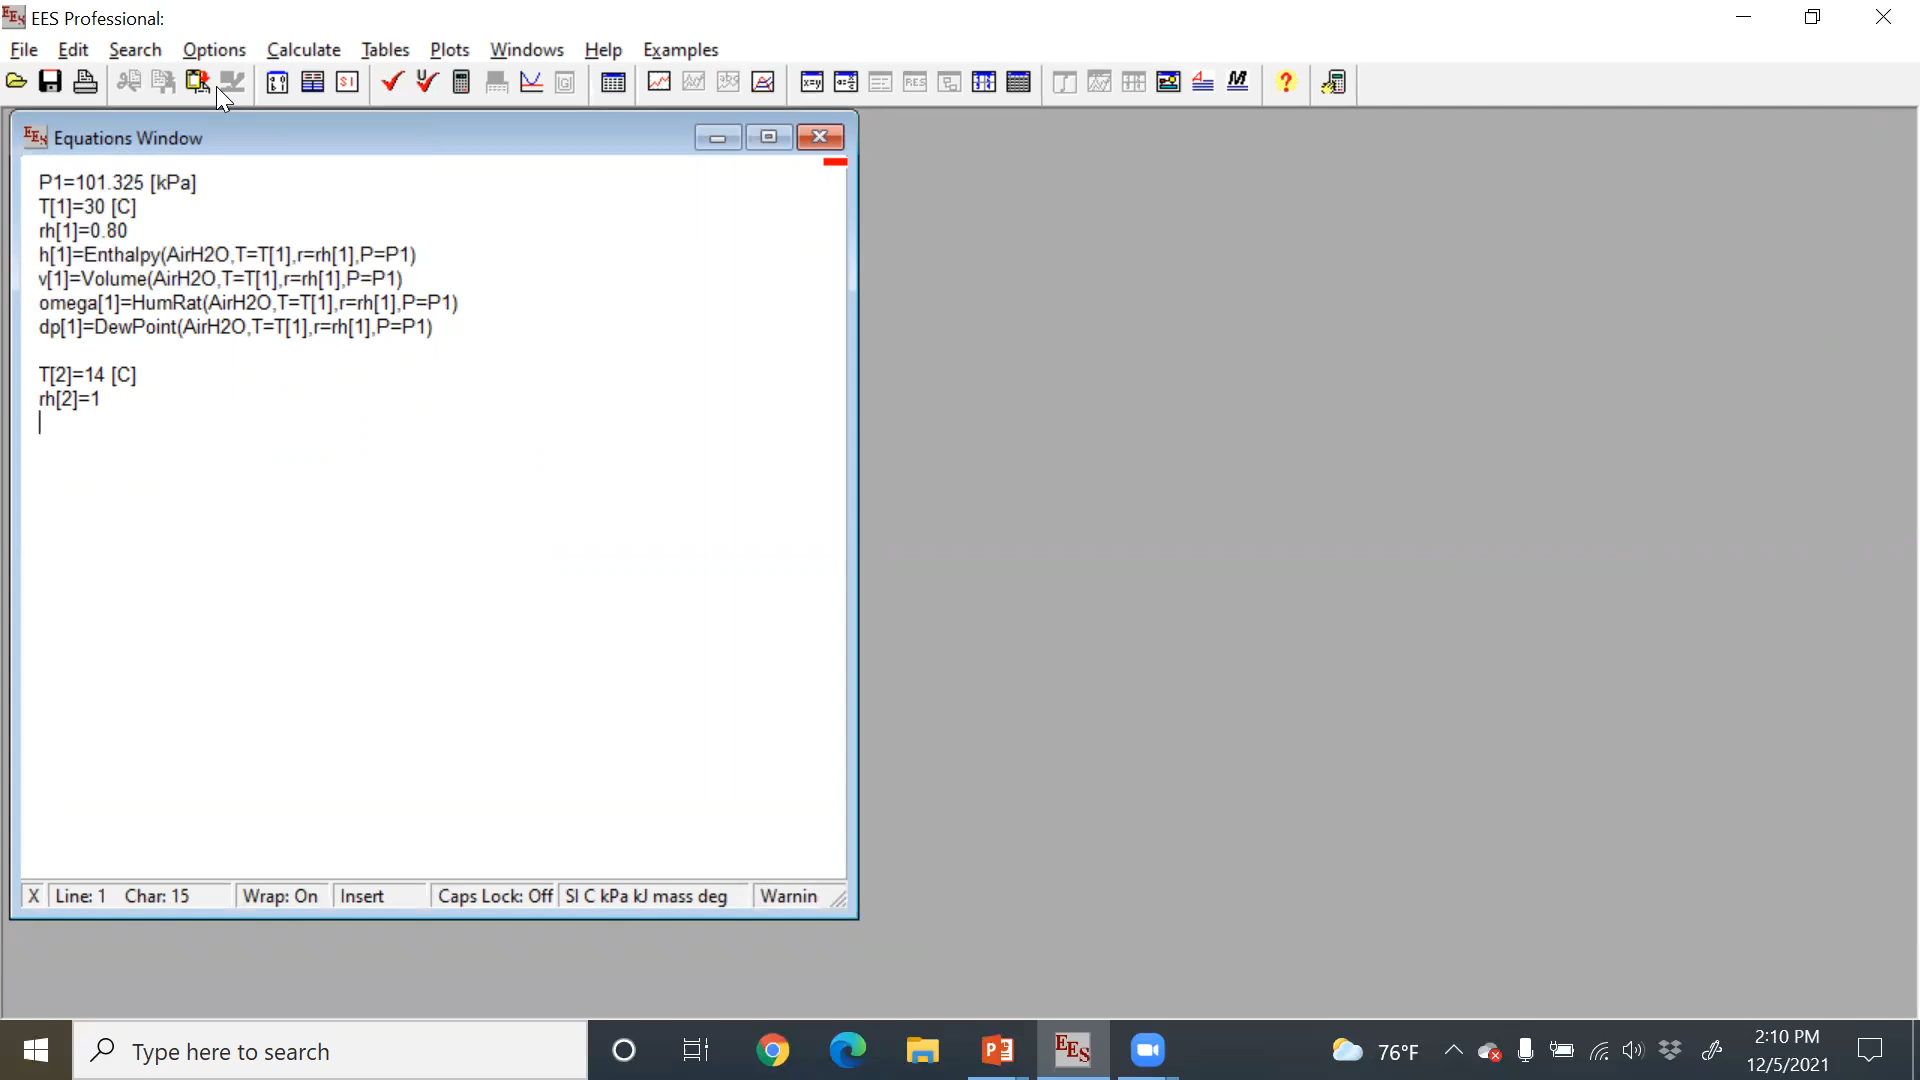 EES Professional:
File Edit Search Options Calculate Tables Plots Windows Help Examples
EES Equations Window
P1=101.325 [kPa]
T[1]=30 [C]
rh[1]=0.80
h[1]=Enthalpy(AirH2O,T=T[1],r=rh[1],P=P1)
v[1]=Volume(AirH2O,T=T[1],r=rh[1],P=P1)
omega[1]=HumRat(AirH2O,T=T[1],r=rh[1],P=P1)
dp[1]=DewPoint(AirH2O,T=T[1],r=rh[1],P=P1)
T[2]=14 [C]
rh[2]=1
X Line: 1 Char: 15 Wrap: On Insert Caps Lock: Off SI C kPa kJ mass deg Warnin
Type here to search
EES
76°F
2:10 PM
12/5/2021